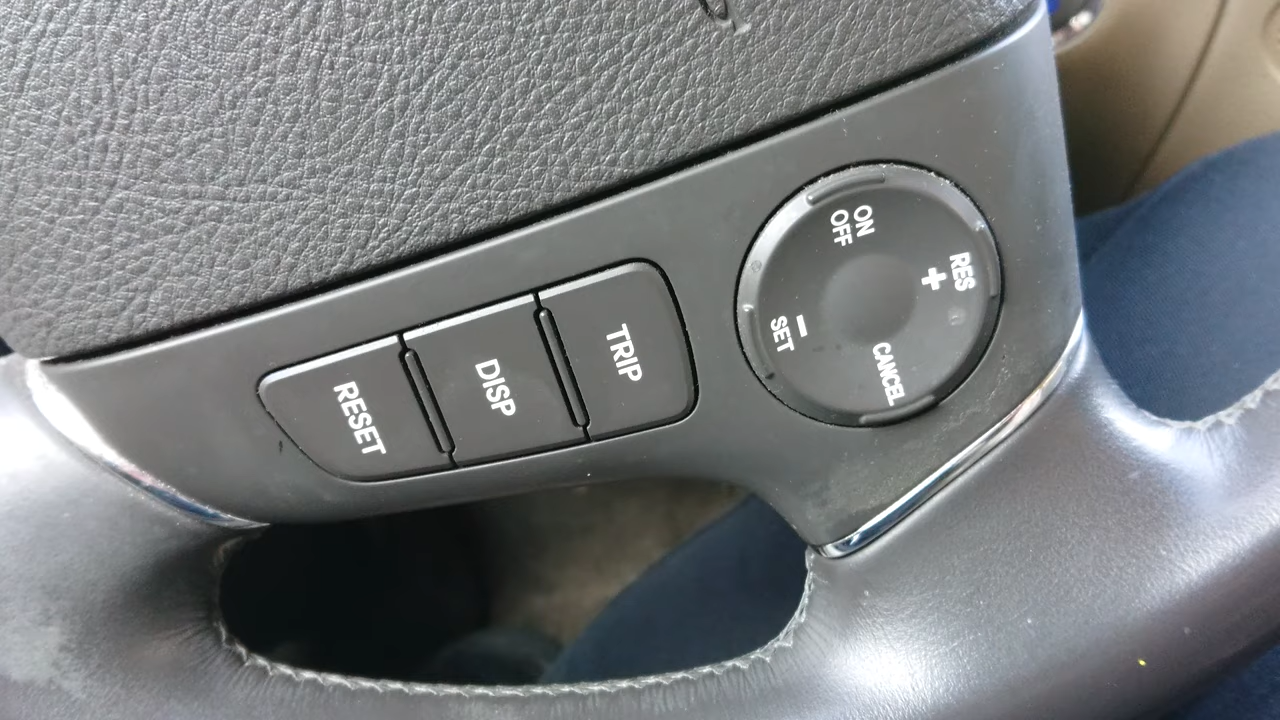 ON
OFF
RES
+
−
SET
CANCEL
TRIP
DISP
RESET